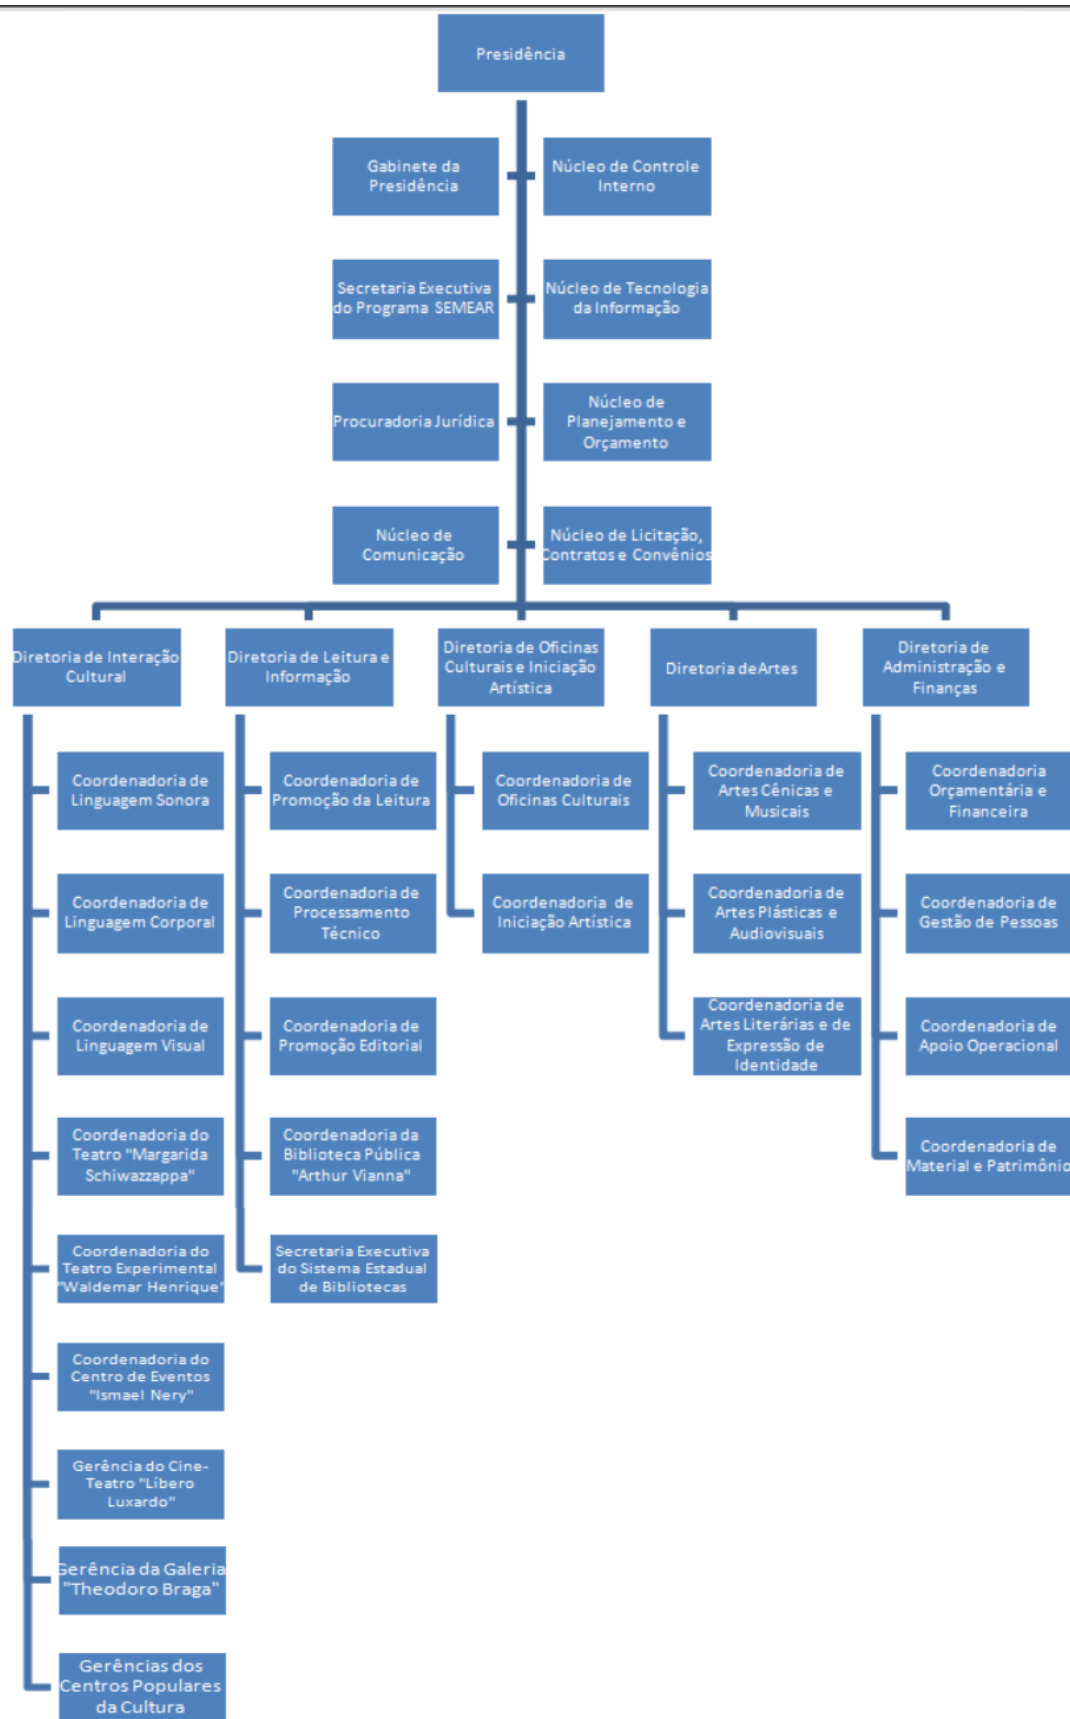 Presidência
Gabinete da
Presidência
Núcleo de Controle
Interno
Secretaria Executiva
do Programa SEMEAR
Núcleo de Tecnologia
da Informação
Procuradoria Jurídica
Núcleo de
Planejamento e
Orçamento
Núcleo de
Comunicação
Núcleo de Licitação,
Contratos e Convênios
Diretoria de Interação
Cultural
Diretoria de Leitura e
Informação
Diretoria de Oficinas
Culturais e Iniciação
Artística
Diretoria de Artes
Diretoria de
Administração e
Finanças
Coordenadoria de
Linguagem Sonora
Coordenadoria de
Linguagem Corporal
Coordenadoria de
Linguagem Visual
Coordenadoria do
Teatro "Margarida
Schiwazzappa"
Coordenadoria do
Teatro Experimental
"Waldemar Henrique"
Coordenadoria do
Centro de Eventos
"Ismael Nery"
Gerência do Cine-
Teatro "Líbero
Luxardo"
Gerência da Galeria
"Theodoro Braga"
Gerências dos
Centros Populares
da Cultura
Coordenadoria de
Promoção da Leitura
Coordenadoria de
Processamento
Técnico
Coordenadoria de
Promoção Editorial
Coordenadoria da
Biblioteca Pública
"Arthur Vianna"
Secretaria Executiva
do Sistema Estadual
de Bibliotecas
Coordenadoria de
Oficinas Culturais
Coordenadoria de
Iniciação Artística
Coordenadoria de
Artes Cênicas e
Musicais
Coordenadoria de
Artes Plásticas e
Audiovisuais
Coordenadoria de
Artes Literárias e de
Expressão de
Identidade
Coordenadoria
Orçamentária e
Financeira
Coordenadoria de
Gestão de Pessoas
Coordenadoria de
Apoio Operacional
Coordenadoria de
Material e Patrimônio